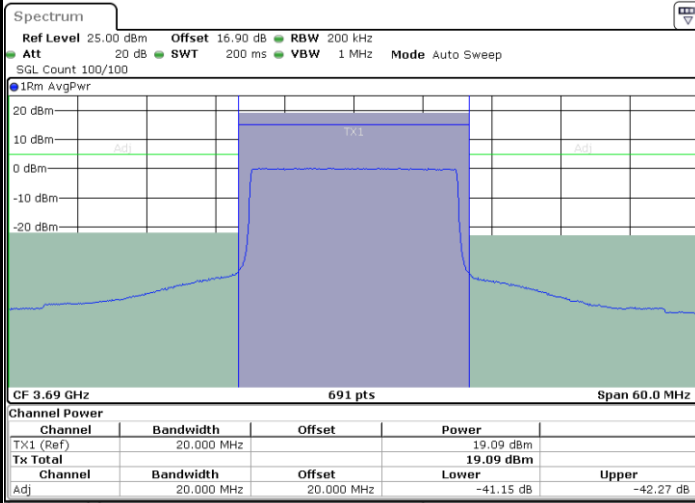 Spectrum
Ref Level 25.00 dBm Offset 16.90 dB RBW 200 kHz
Att 20 dB SWT 200 ms VBW 1 MHz Mode Auto Sweep
SGL Count 100/100
1Rm AvgPwr
20 dBm
TX1
10 dBm
Adj Adj
0 dBm
-10 dBm
-20 dBm
CF 3.69 GHz 691 pts Span 60.0 MHz
Channel Power
Channel Bandwidth Offset Power
TX1 (Ref) 20.000 MHz 19.09 dBm
Tx Total 19.09 dBm
Channel Bandwidth Offset Lower Upper
Adj 20.000 MHz 20.000 MHz -41.15 dB -42.27 dB